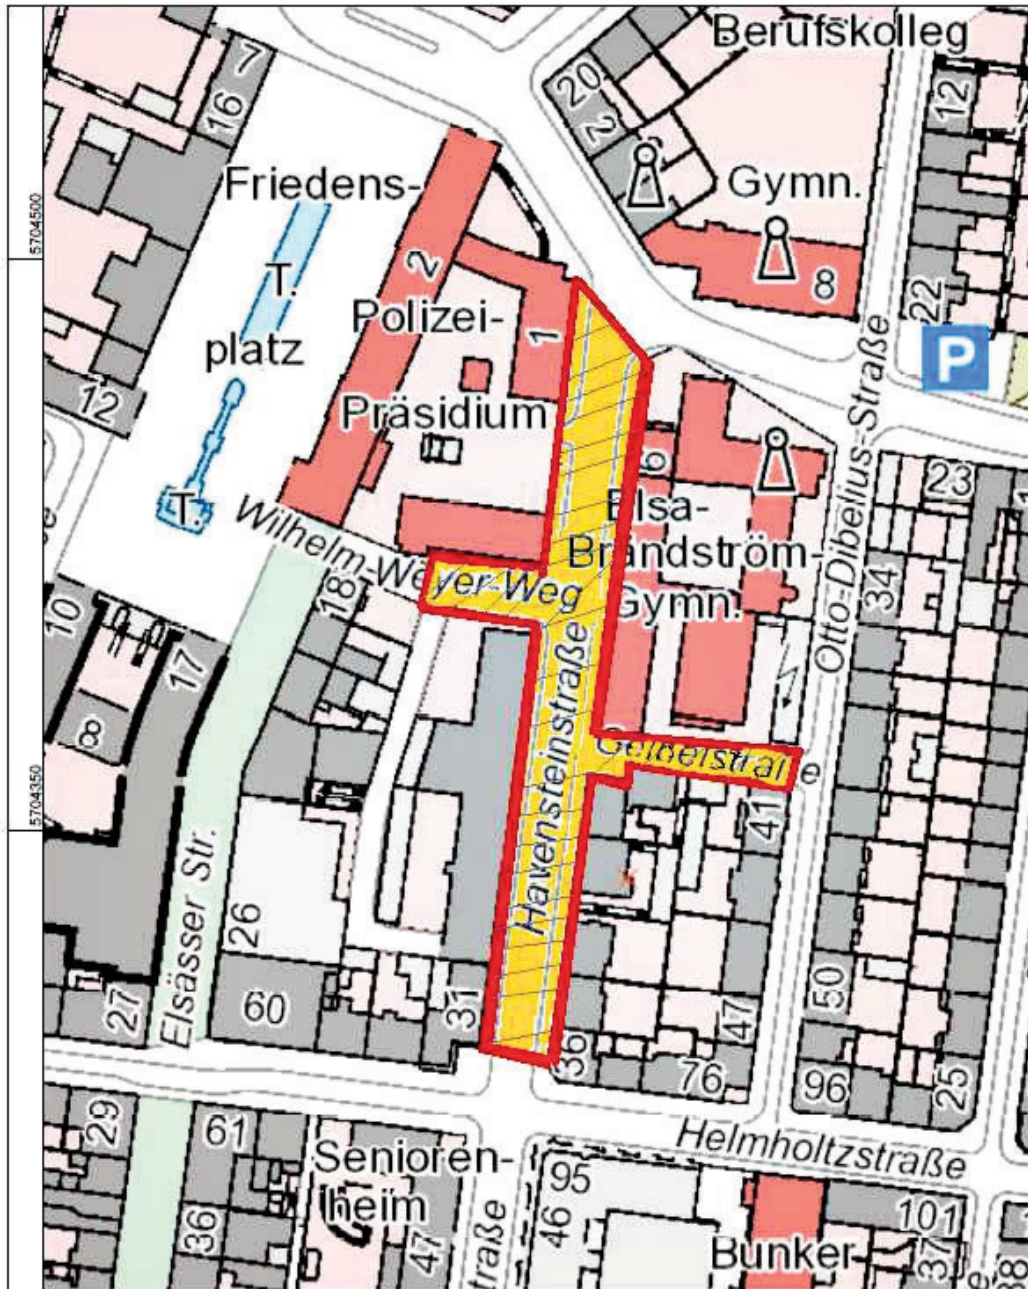 Berufskolleg
7
16
20
2
12
Friedens-
Gymn.
5704500
T.
2
8
22
Polizei-
platz
1
P
12
Präsidium
6
23
T.
Elsa-
Wilhelm-Weyer-Weg
Brändström-
Gymn.
Otto-Dibelius-Straße
10
18
34
17
8
Havensteinstraße
Geibelstraße
5704350
41
Elsässer Str.
26
50
27
60
31
47
36
76
96
25
29
61
Helmholtzstraße
Senioren-
heim
95
46
36
47
traße
101
37
Bunker